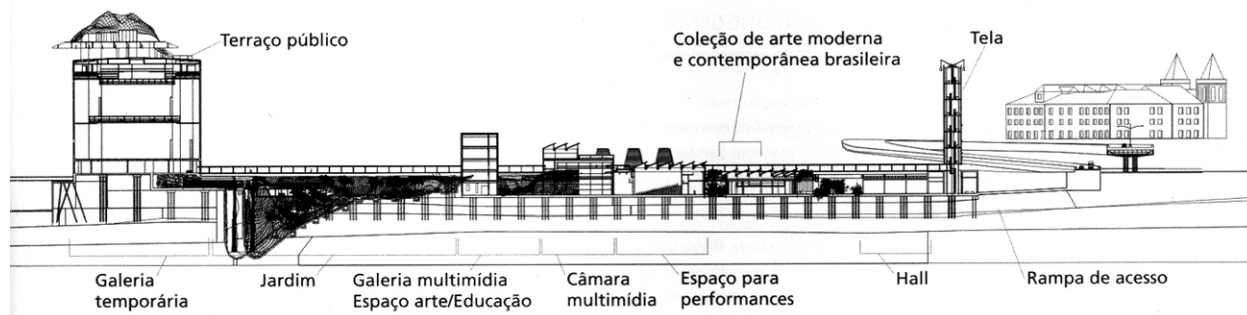 Terraço público
Coleção de arte moderna
e contemporânea brasileira
Tela
Galeria
temporária
Jardim
Galeria multimídia
Espaço arte/Educação
Câmara
multimídia
Espaço para
performances
Hall
Rampa de acesso